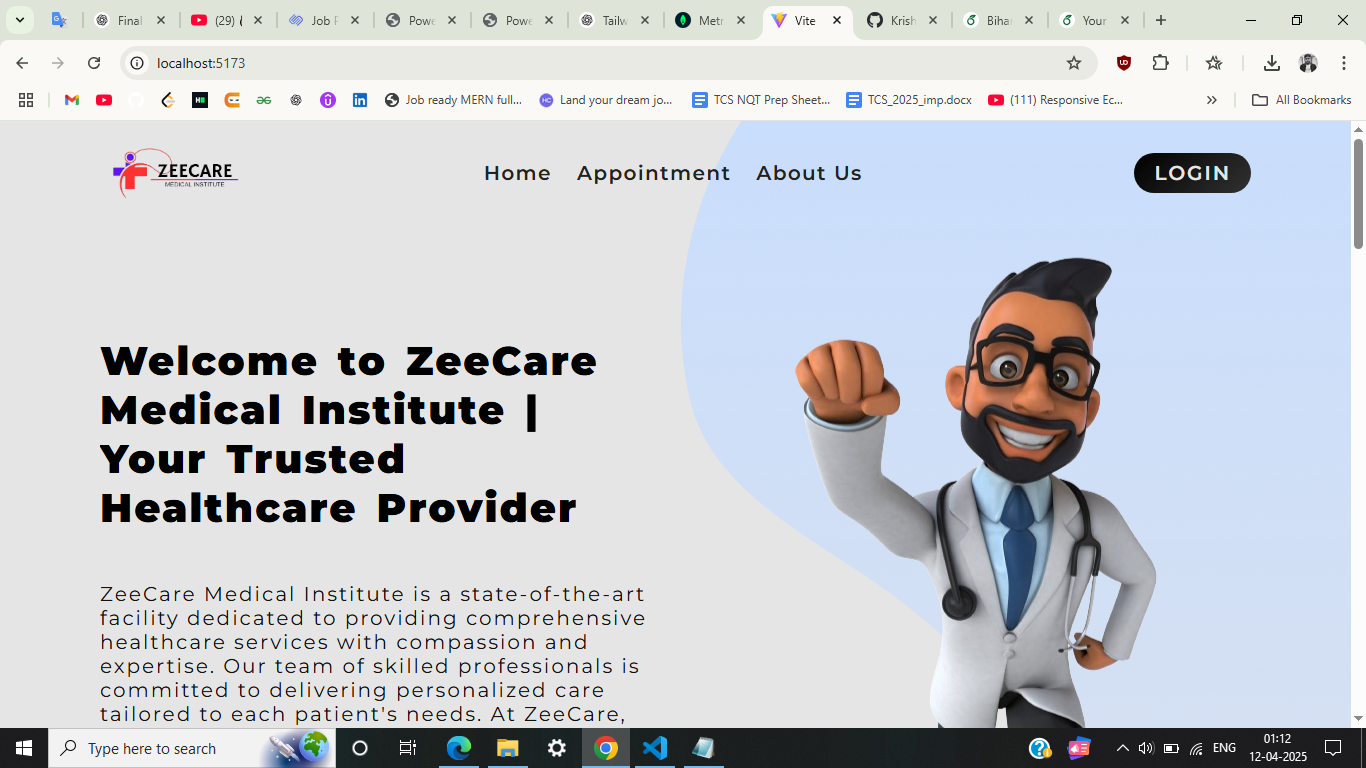 Final
(29) (
Job F
Powe
Powe
Tailw
Metr
Vite
Krish
Biha
Your
localhost:5173
Job ready MERN full...
Land your dream jo...
TCS NQT Prep Sheet...
TCS_2025_imp.docx
(111) Responsive Ec...
All Bookmarks
ZEECARE
MEDICAL INSTITUTE
Home Appointment About Us
LOGIN
Welcome to ZeeCare
Medical Institute |
Your Trusted
Healthcare Provider
ZeeCare Medical Institute is a state-of-the-art
facility dedicated to providing comprehensive
healthcare services with compassion and
expertise. Our team of skilled professionals is
committed to delivering personalized care
tailored to each patient's needs. At ZeeCare,
Type here to search
ENG
01:12
12-04-2025